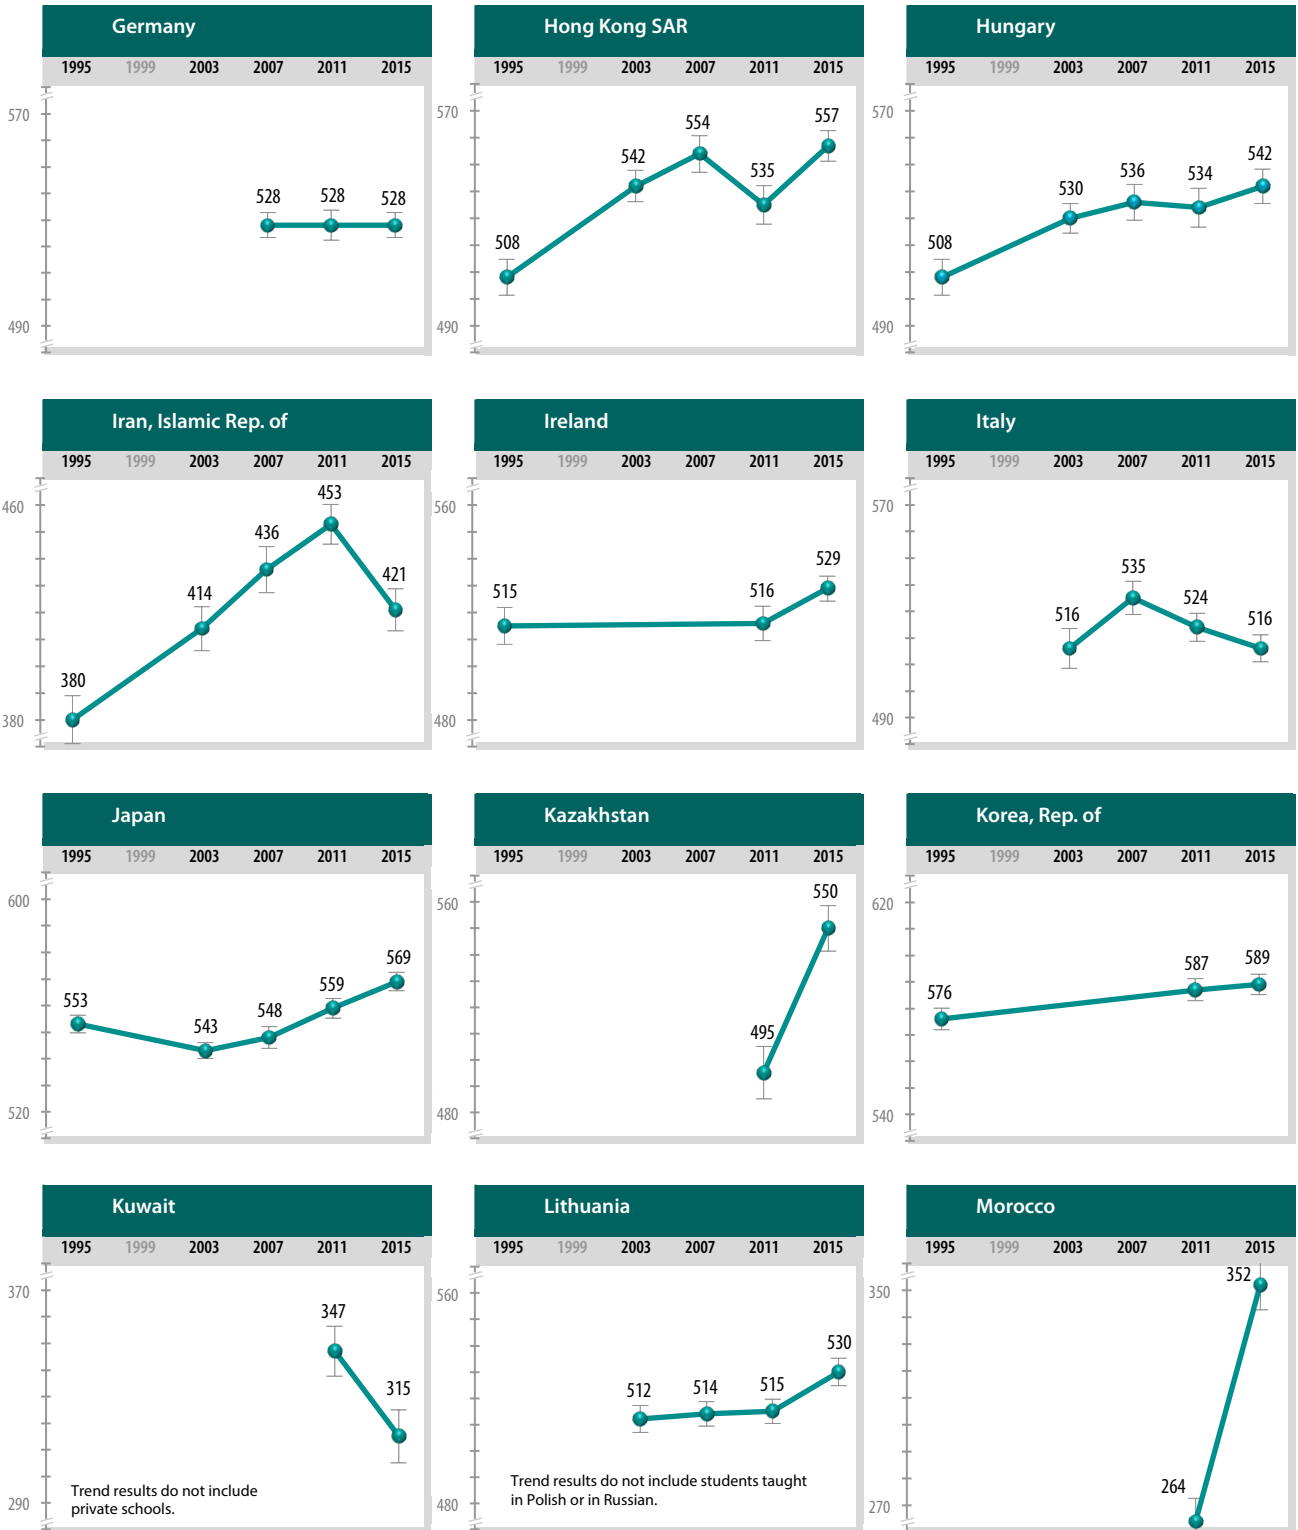 Germany
1995 1999 2003 2007 2011 2015
570
528 528 528
490
Hong Kong SAR
1995 1999 2003 2007 2011 2015
570
508 542 554 535 557
490
Hungary
1995 1999 2003 2007 2011 2015
570
508 530 536 534 542
490
Iran, Islamic Rep. of
1995 1999 2003 2007 2011 2015
460
380 414 436 453 421
380
Ireland
1995 1999 2003 2007 2011 2015
560
515 516 529
480
Italy
1995 1999 2003 2007 2011 2015
570
516 535 524 516
490
Japan
1995 1999 2003 2007 2011 2015
600
553 543 548 559 569
520
Kazakhstan
1995 1999 2003 2007 2011 2015
560
495 550
480
Korea, Rep. of
1995 1999 2003 2007 2011 2015
620
576 587 589
540
Kuwait
1995 1999 2003 2007 2011 2015
370
347 315
Trend results do not include
private schools.
290
Lithuania
1995 1999 2003 2007 2011 2015
560
512 514 515 530
Trend results do not include students taught
in Polish or in Russian.
480
Morocco
1995 1999 2003 2007 2011 2015
350
264 352
270